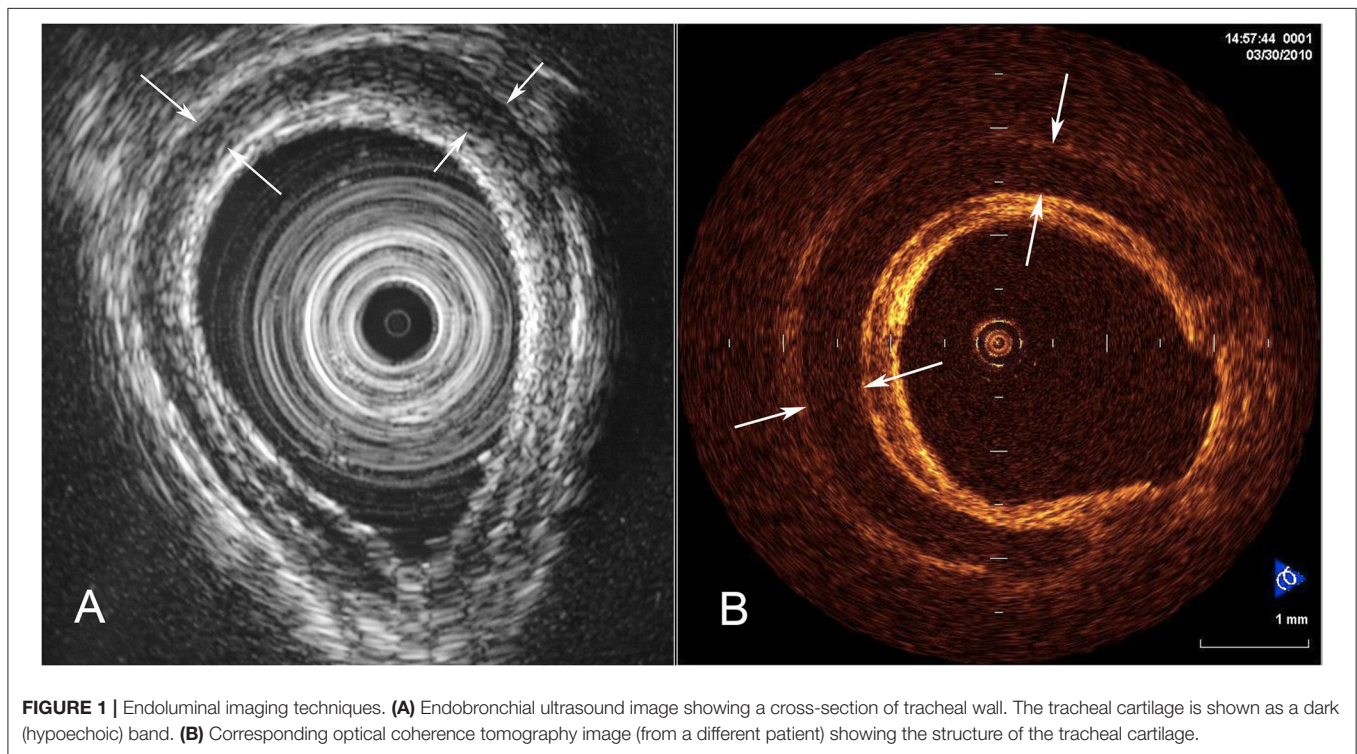 14:57:44 0001
03/30/2010
A
B
1 mm
FIGURE 1 | Endoluminal imaging techniques. (A) Endobronchial ultrasound image showing a cross-section of tracheal wall. The tracheal cartilage is shown as a dark
(hypoechoic) band. (B) Corresponding optical coherence tomography image (from a different patient) showing the structure of the tracheal cartilage.